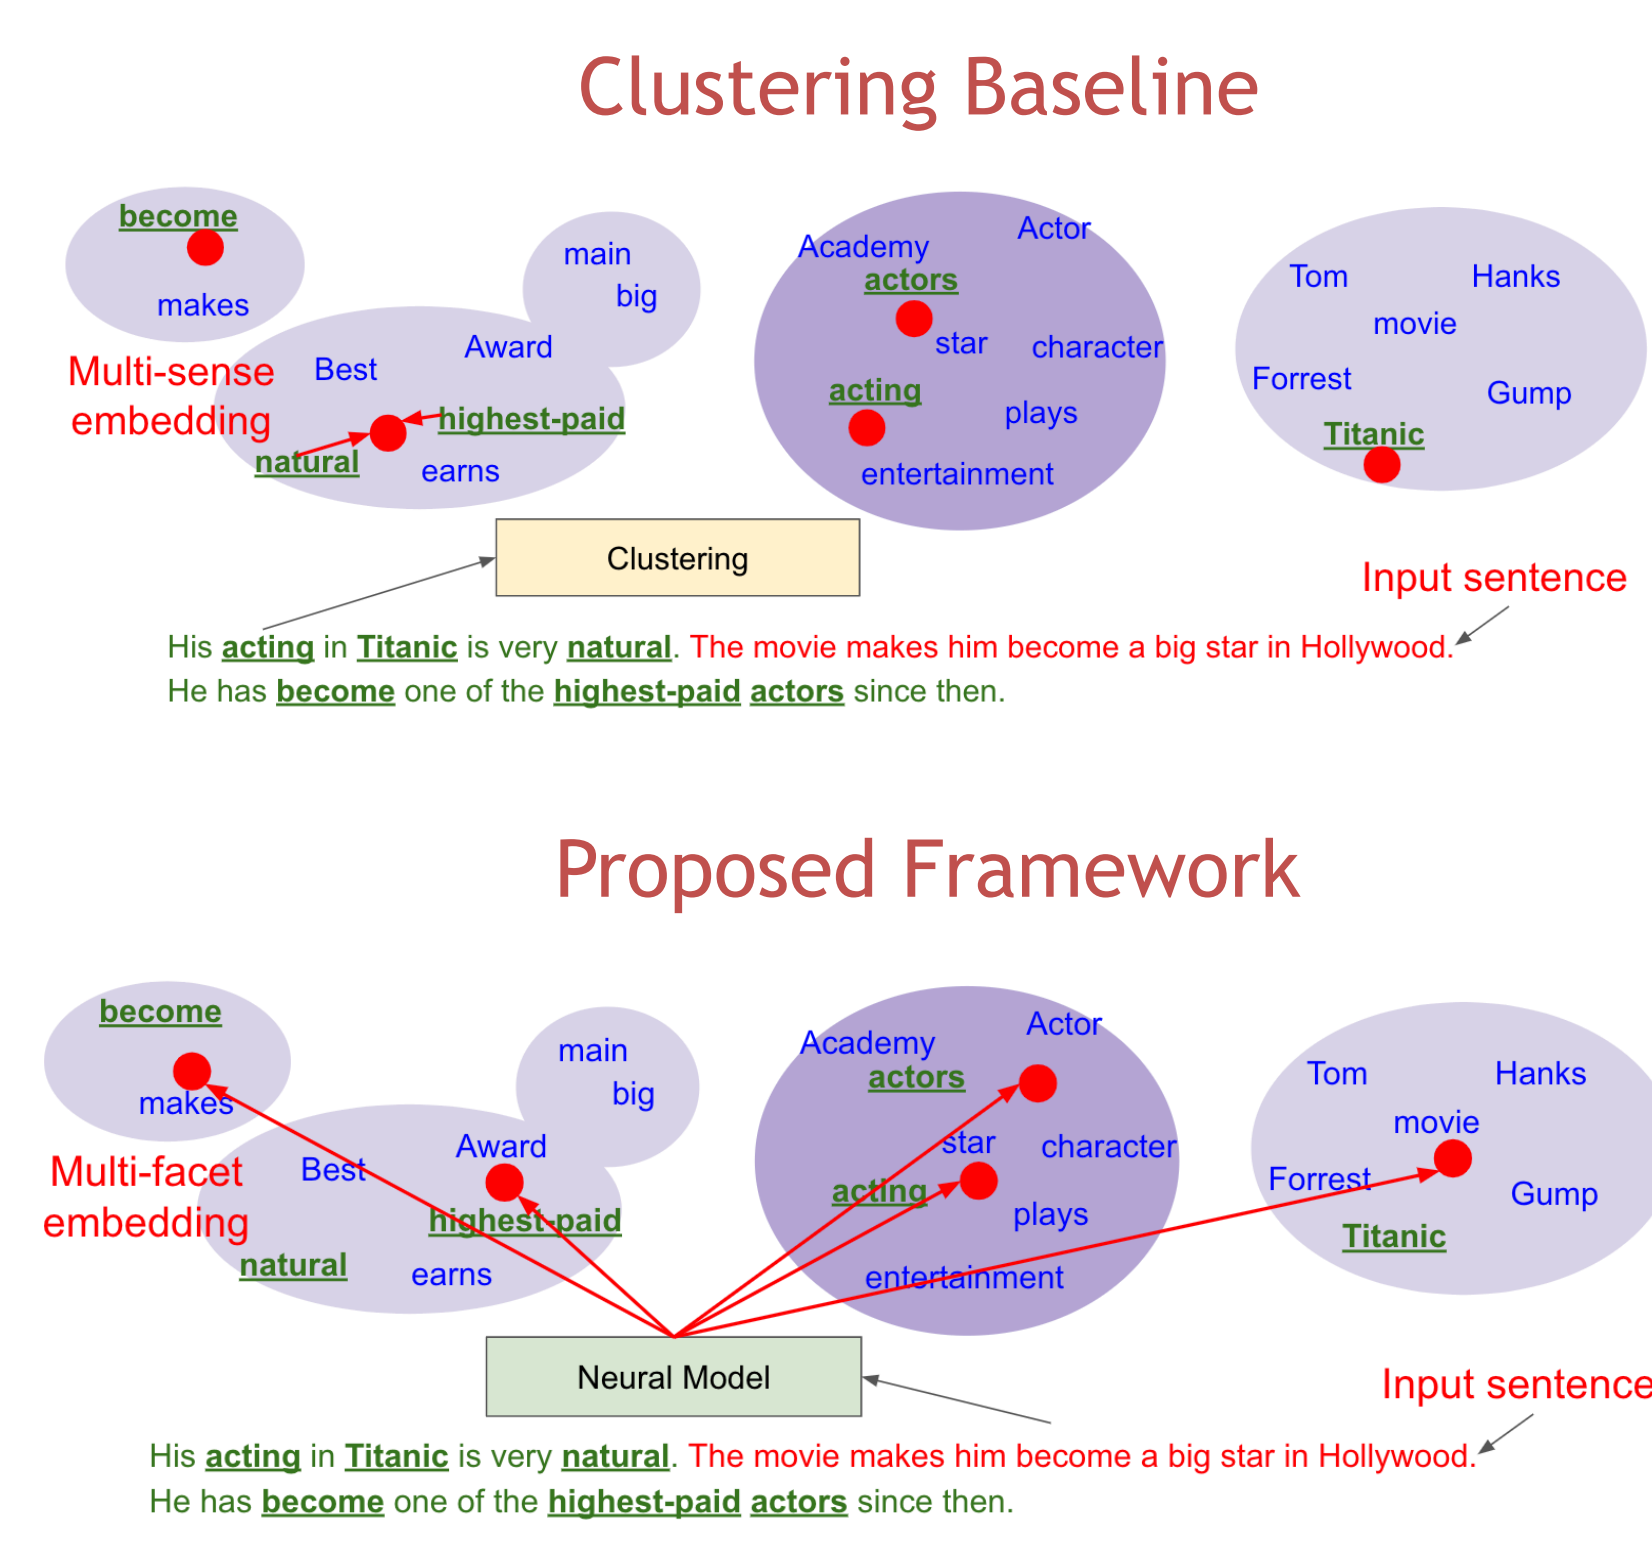 Clustering Baseline
become
makes
main
big
Best
Award
highest-paid
natural
earns
Multi-sense
embedding
Academy
Actor
actors
star
character
acting
plays
entertainment
Tom
Hanks
movie
Forrest
Gump
Titanic
Clustering
Input sentence
His acting in Titanic is very natural. The movie makes him become a big star in Hollywood.
He has become one of the highest-paid actors since then.
Proposed Framework
become
makes
main
big
Best
Award
highest-paid
natural
earns
Multi-facet
embedding
Academy
Actor
actors
star
character
acting
plays
entertainment
Tom
Hanks
movie
Forrest
Gump
Titanic
Neural Model
Input sentence
His acting in Titanic is very natural. The movie makes him become a big star in Hollywood.
He has become one of the highest-paid actors since then.